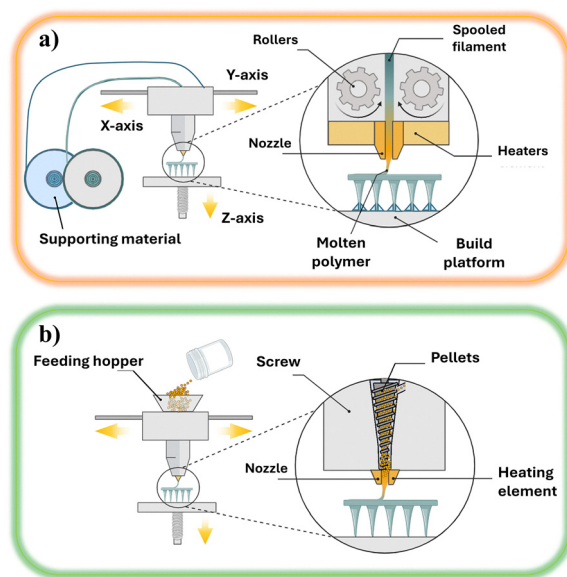 a)
Rollers
Spooled
filament
Y-axis
X-axis
Nozzle
Heaters
Z-axis
Supporting material
Molten
polymer
Build
platform
b)
Feeding hopper
Screw
Pellets
Nozzle
Heating
element